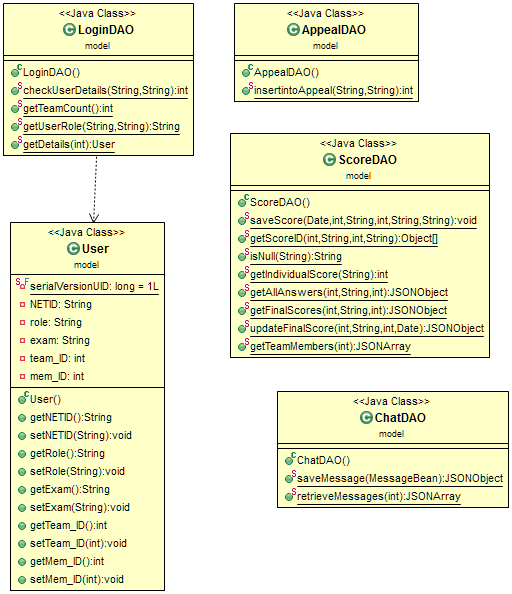 <<Java Class>>
LoginDAO
model
LoginDAO()
checkUserDetails(String,String):int
getTeamCount():int
getUserRole(String,String):String
getDetails(int):User
<<Java Class>>
AppealDAO
model
AppealDAO()
insertintoAppeal(String,String):int
<<Java Class>>
ScoreDAO
model
ScoreDAO()
saveScore(Date,int,String,int,String,String):void
getScoreID(int,String,int,String):Object[]
isNull(String):String
getIndividualScore(String):int
getAllAnswers(int,String,int):JSONObject
getFinalScores(int,String,int):JSONObject
updateFinalScore(int,String,int,Date):JSONObject
getTeamMembers(int):JSONArray
<<Java Class>>
User
model
serialVersionUID: long = 1L
NETID: String
role: String
exam: String
team_ID: int
mem_ID: int
User()
getNETID():String
setNETID(String):void
getRole():String
setRole(String):void
getExam():String
setExam(String):void
getTeam_ID():int
setTeam_ID(int):void
getMem_ID():int
setMem_ID(int):void
<<Java Class>>
ChatDAO
model
ChatDAO()
saveMessage(MessageBean):JSONObject
retrieveMessages(int):JSONArray